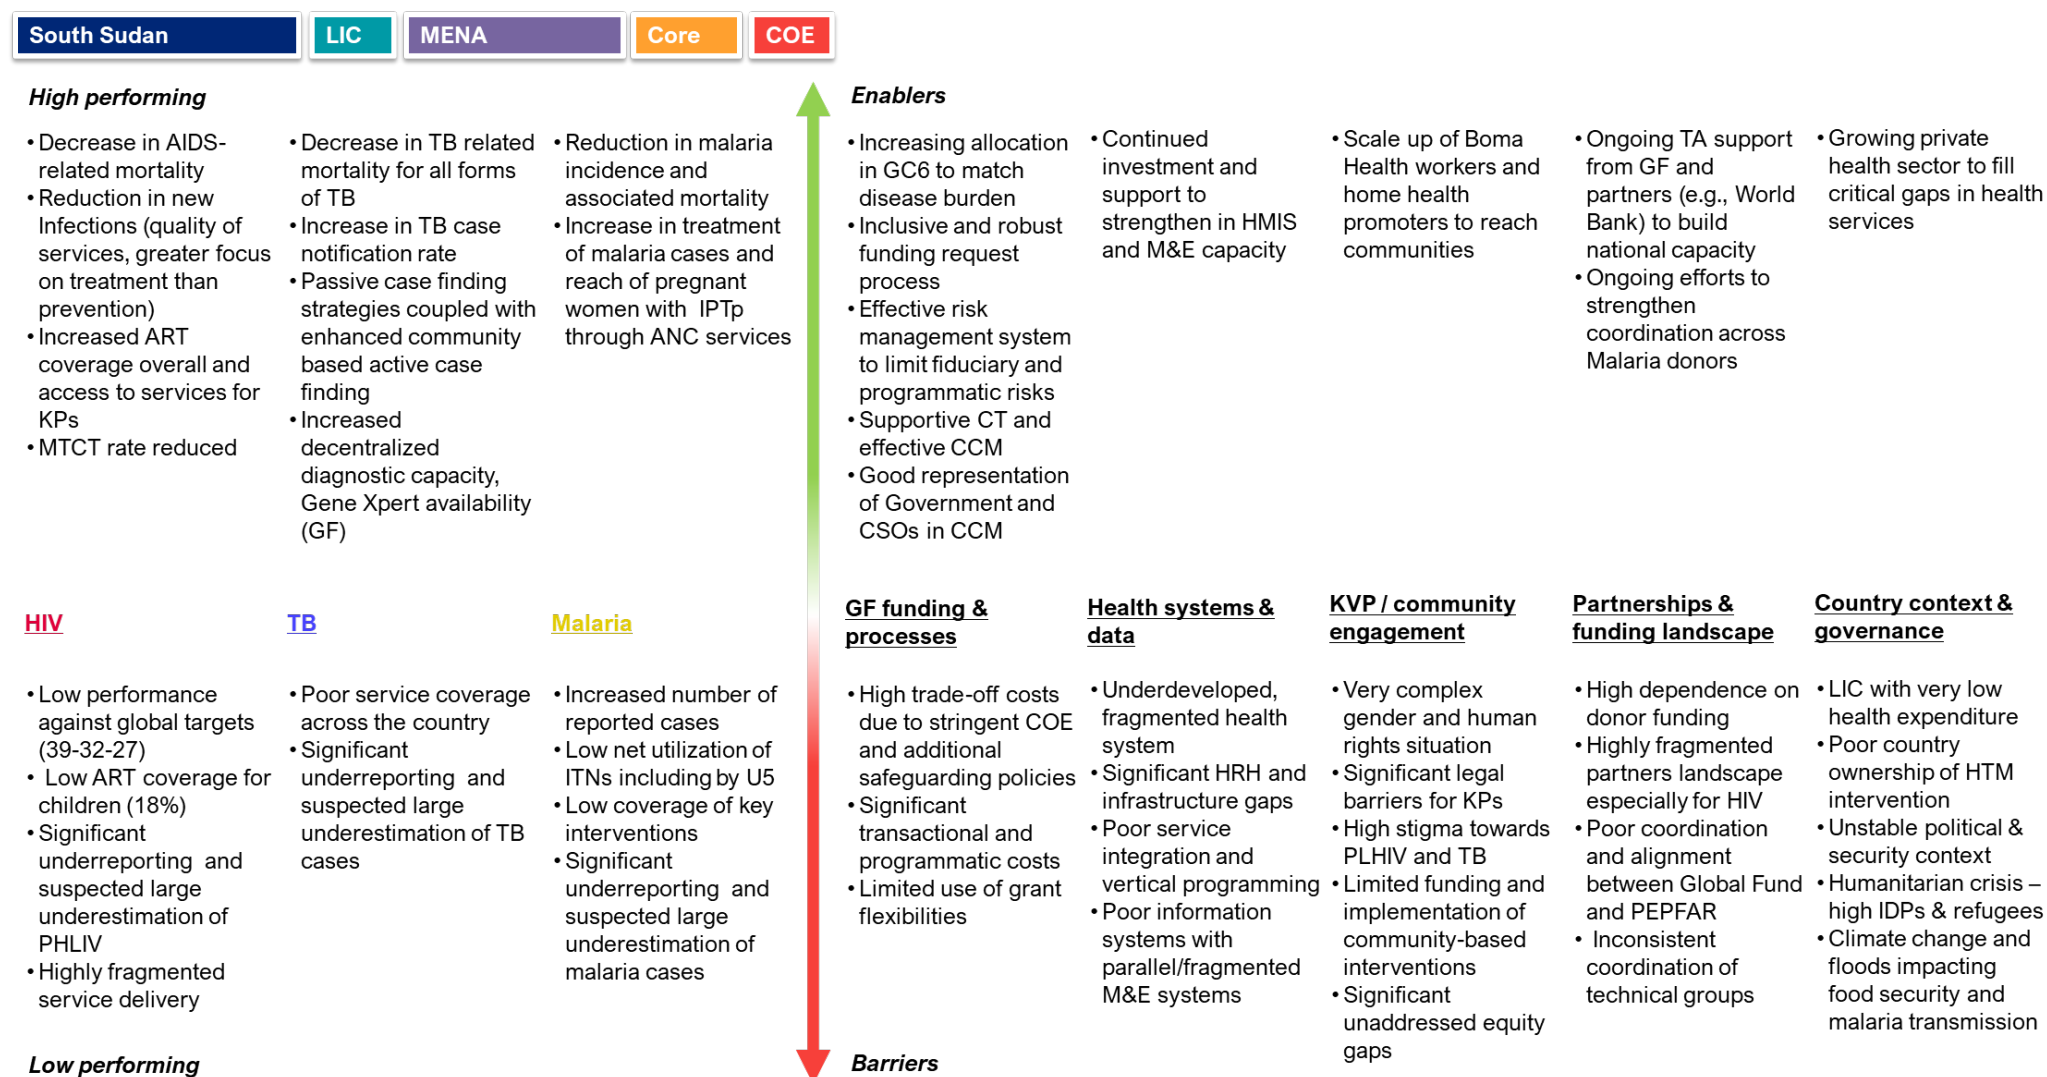 South Sudan
LIC
MENA
Core
COE
High performing
• Decrease in AIDS-
related mortality
• Reduction in new
Infections (quality of
services, greater focus
on treatment than
prevention)
• Increased ART
coverage overall and
access to services for
KPs
• MTCT rate reduced
• Decrease in TB related
mortality for all forms
of TB
• Increase in TB case
notification rate
• Passive case finding
strategies coupled with
enhanced community
based active case
finding
• Increased
decentralized
diagnostic capacity,
Gene Xpert availability
(GF)
• Reduction in malaria
incidence and
associated mortality
• Increase in treatment
of malaria cases and
reach of pregnant
women with IPTp
through ANC services
Enablers
• Increasing allocation
in GC6 to match
disease burden
• Inclusive and robust
funding request
process
• Effective risk
management system
to limit fiduciary and
programmatic risks
• Supportive CT and
effective CCM
• Good representation
of Government and
CSOs in CCM
• Continued
investment and
support to
strengthen in HMIS
and M&E capacity
• Scale up of Boma
Health workers and
home health
promoters to reach
communities
• Ongoing TA support
from GF and
partners (e.g., World
Bank) to build
national capacity
• Ongoing efforts to
strengthen
coordination across
Malaria donors
• Growing private
health sector to fill
critical gaps in health
services
HIV
TB
Malaria
GF funding &
processes
Health systems &
data
KVP / community
engagement
Partnerships &
funding landscape
Country context &
governance
• Low performance
against global targets
(39-32-27)
• Low ART coverage for
children (18%)
• Significant
underreporting and
suspected large
underestimation of
PHLIV
• Highly fragmented
service delivery
• Poor service coverage
across the country
• Significant
underreporting and
suspected large
underestimation of TB
cases
• Increased number of
reported cases
• Low net utilization of
ITNs including by U5
• Low coverage of key
interventions
• Significant
underreporting and
suspected large
underestimation of
malaria cases
• High trade-off costs
due to stringent COE
and additional
safeguarding policies
• Significant
transactional and
programmatic costs
• Limited use of grant
flexibilities
• Underdeveloped,
fragmented health
system
• Significant HRH and
infrastructure gaps
• Poor service
integration and
vertical programming
• Poor information
systems with
parallel/fragmented
M&E systems
• Very complex
gender and human
rights situation
• Significant legal
barriers for KPs
• High stigma towards
PLHIV and TB
• Limited funding and
implementation of
community-based
interventions
• Significant
unaddressed equity
gaps
• High dependence on
donor funding
• Highly fragmented
partners landscape
especially for HIV
• Poor coordination
and alignment
between Global Fund
and PEPFAR
• Inconsistent
coordination of
technical groups
• LIC with very low
health expenditure
• Poor country
ownership of HTM
intervention
• Unstable political &
security context
• Humanitarian crisis –
high IDPs & refugees
• Climate change and
floods impacting
food security and
malaria transmission
Low performing
Barriers